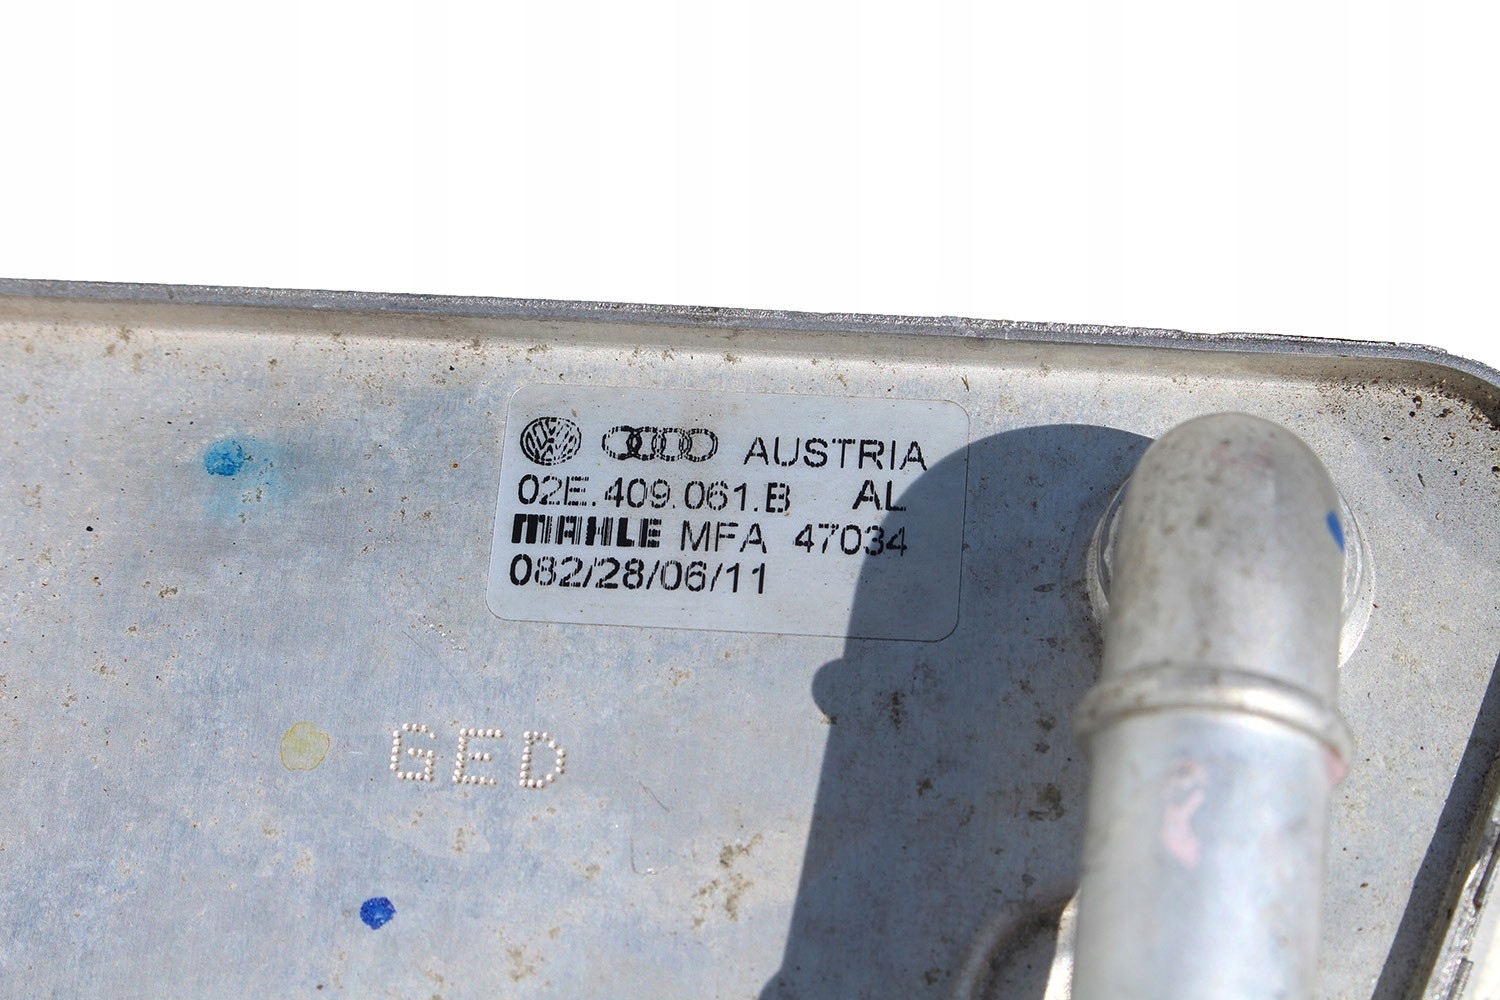 AUSTRIA
02E.409.061.B AL
MAHLE MFA 47034
082/28/06/11
GED